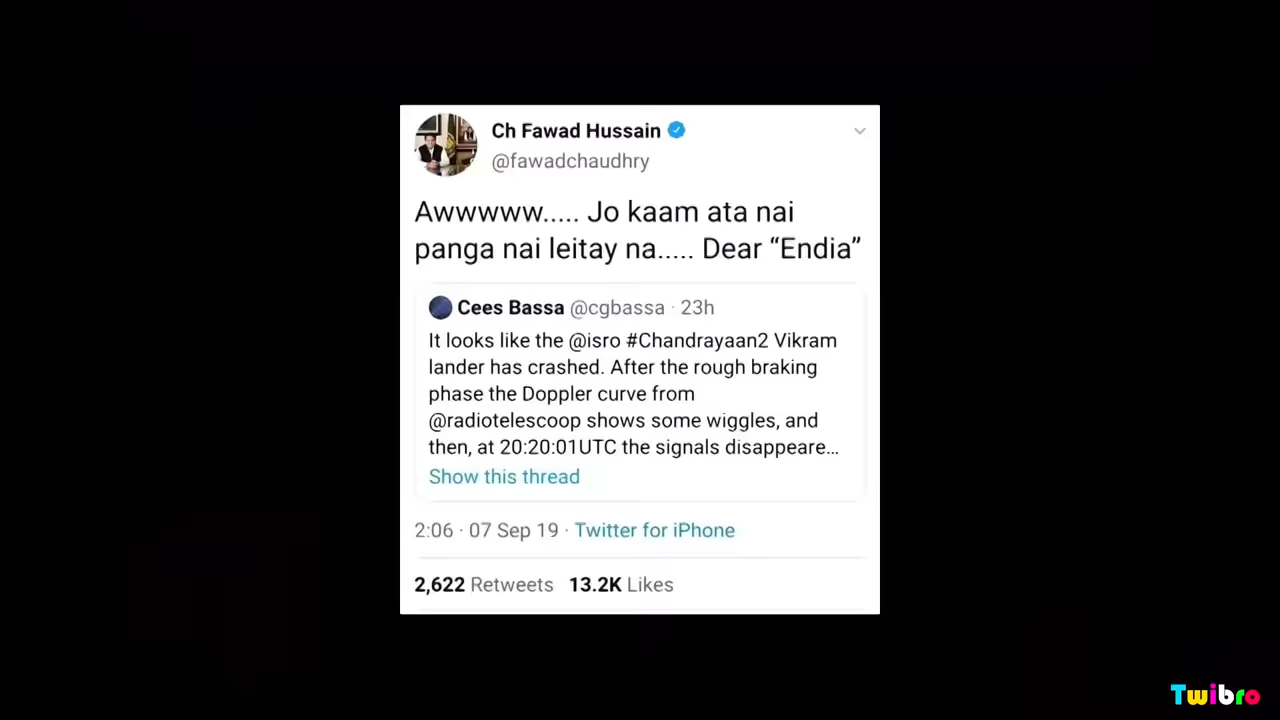 Ch Fawad Hussain
@fawadchaudhry
Awwwww..... Jo kaam ata nai
panga nai leitay na..... Dear “Endia”
Cees Bassa @cgbassa · 23h
It looks like the @isro #Chandrayaan2 Vikram
lander has crashed. After the rough braking
phase the Doppler curve from
@radiotelescoop shows some wiggles, and
then, at 20:20:01UTC the signals disappeare...
Show this thread
2:06 · 07 Sep 19 · Twitter for iPhone
2,622 Retweets 13.2K Likes
Twibro